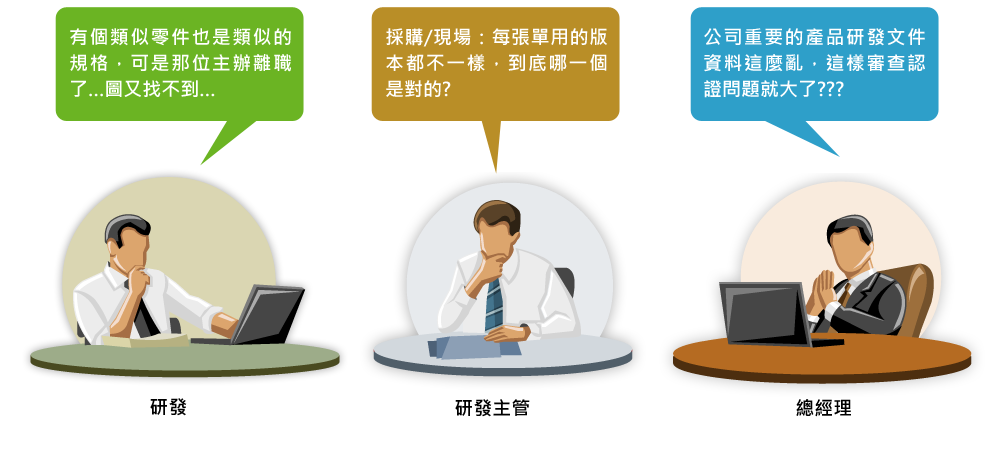 有個類似零件也是類似的
規格，可是那位主辦離職
了...圖又找不到...
採購/現場：每張單用的版
本都不一樣，到底哪一個
是對的?
公司重要的產品研發文件
資料這麼亂，這樣審查認
證問題就大了???
研發
研發主管
總經理